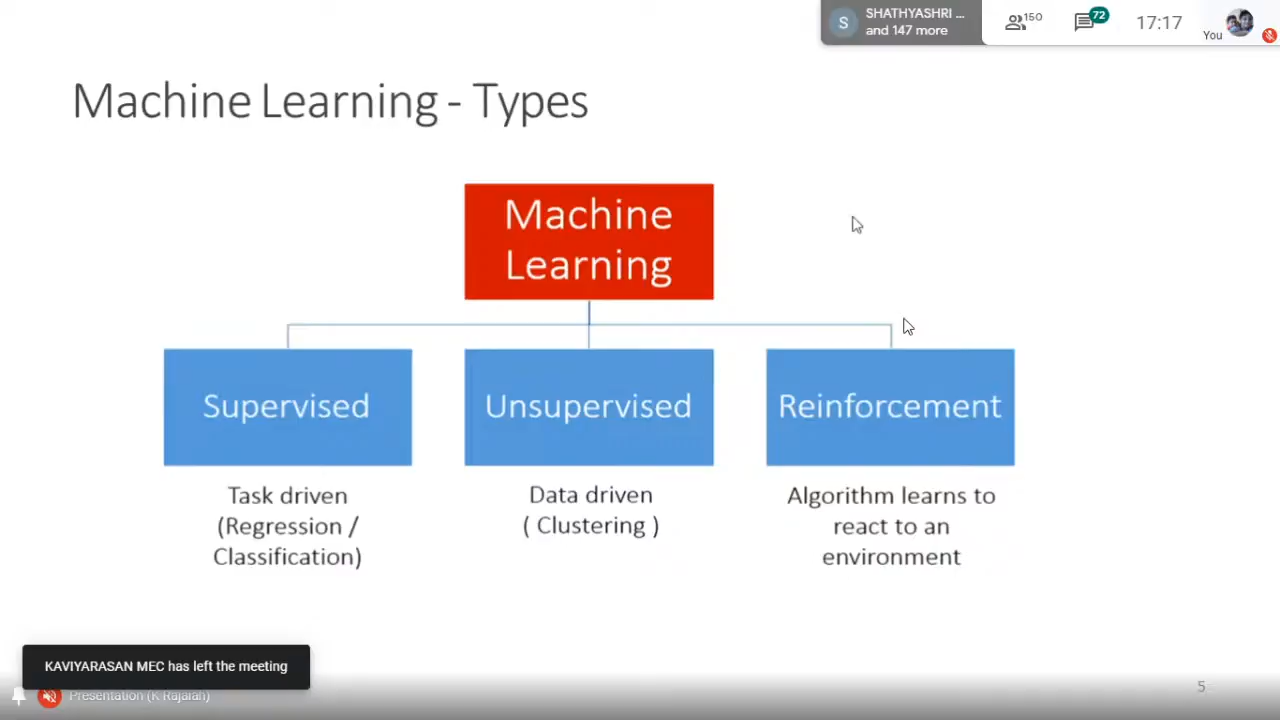 S
SHATHYASHRI ...
and 147 more
150
72
17:17
You
Machine Learning - Types
Machine
Learning
Supervised
Unsupervised
Reinforcement
Task driven
(Regression /
Classification)
Data driven
( Clustering )
Algorithm learns to
react to an
environment
KAVIYARASAN MEC has left the meeting
Presentation (K Rajaiah)
5